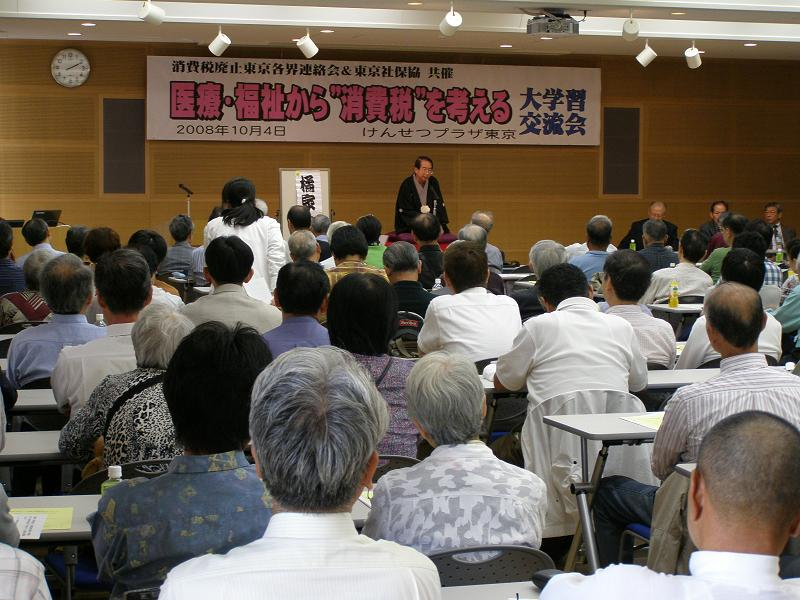 消費税廃止東京各界連絡会&東京社保協 共催
医療・福祉から"消費税"を考える
大学習
交流会
2008年10月4日
けんせつプラザ東京
橘家